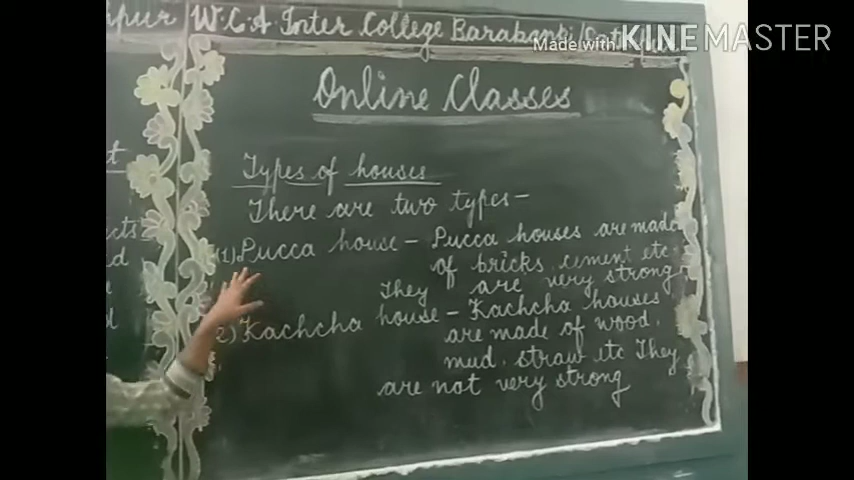 pur W.C.A Inter College Barabanki
Made with KINEMASTER
Online Classes
Types of houses
There are two types –
(1) Pucca house – Pucca houses are made
of bricks, cement etc
They are very strong
2) Kachcha house – Kachcha houses
are made of wood,
mud, straw etc They
are not very strong